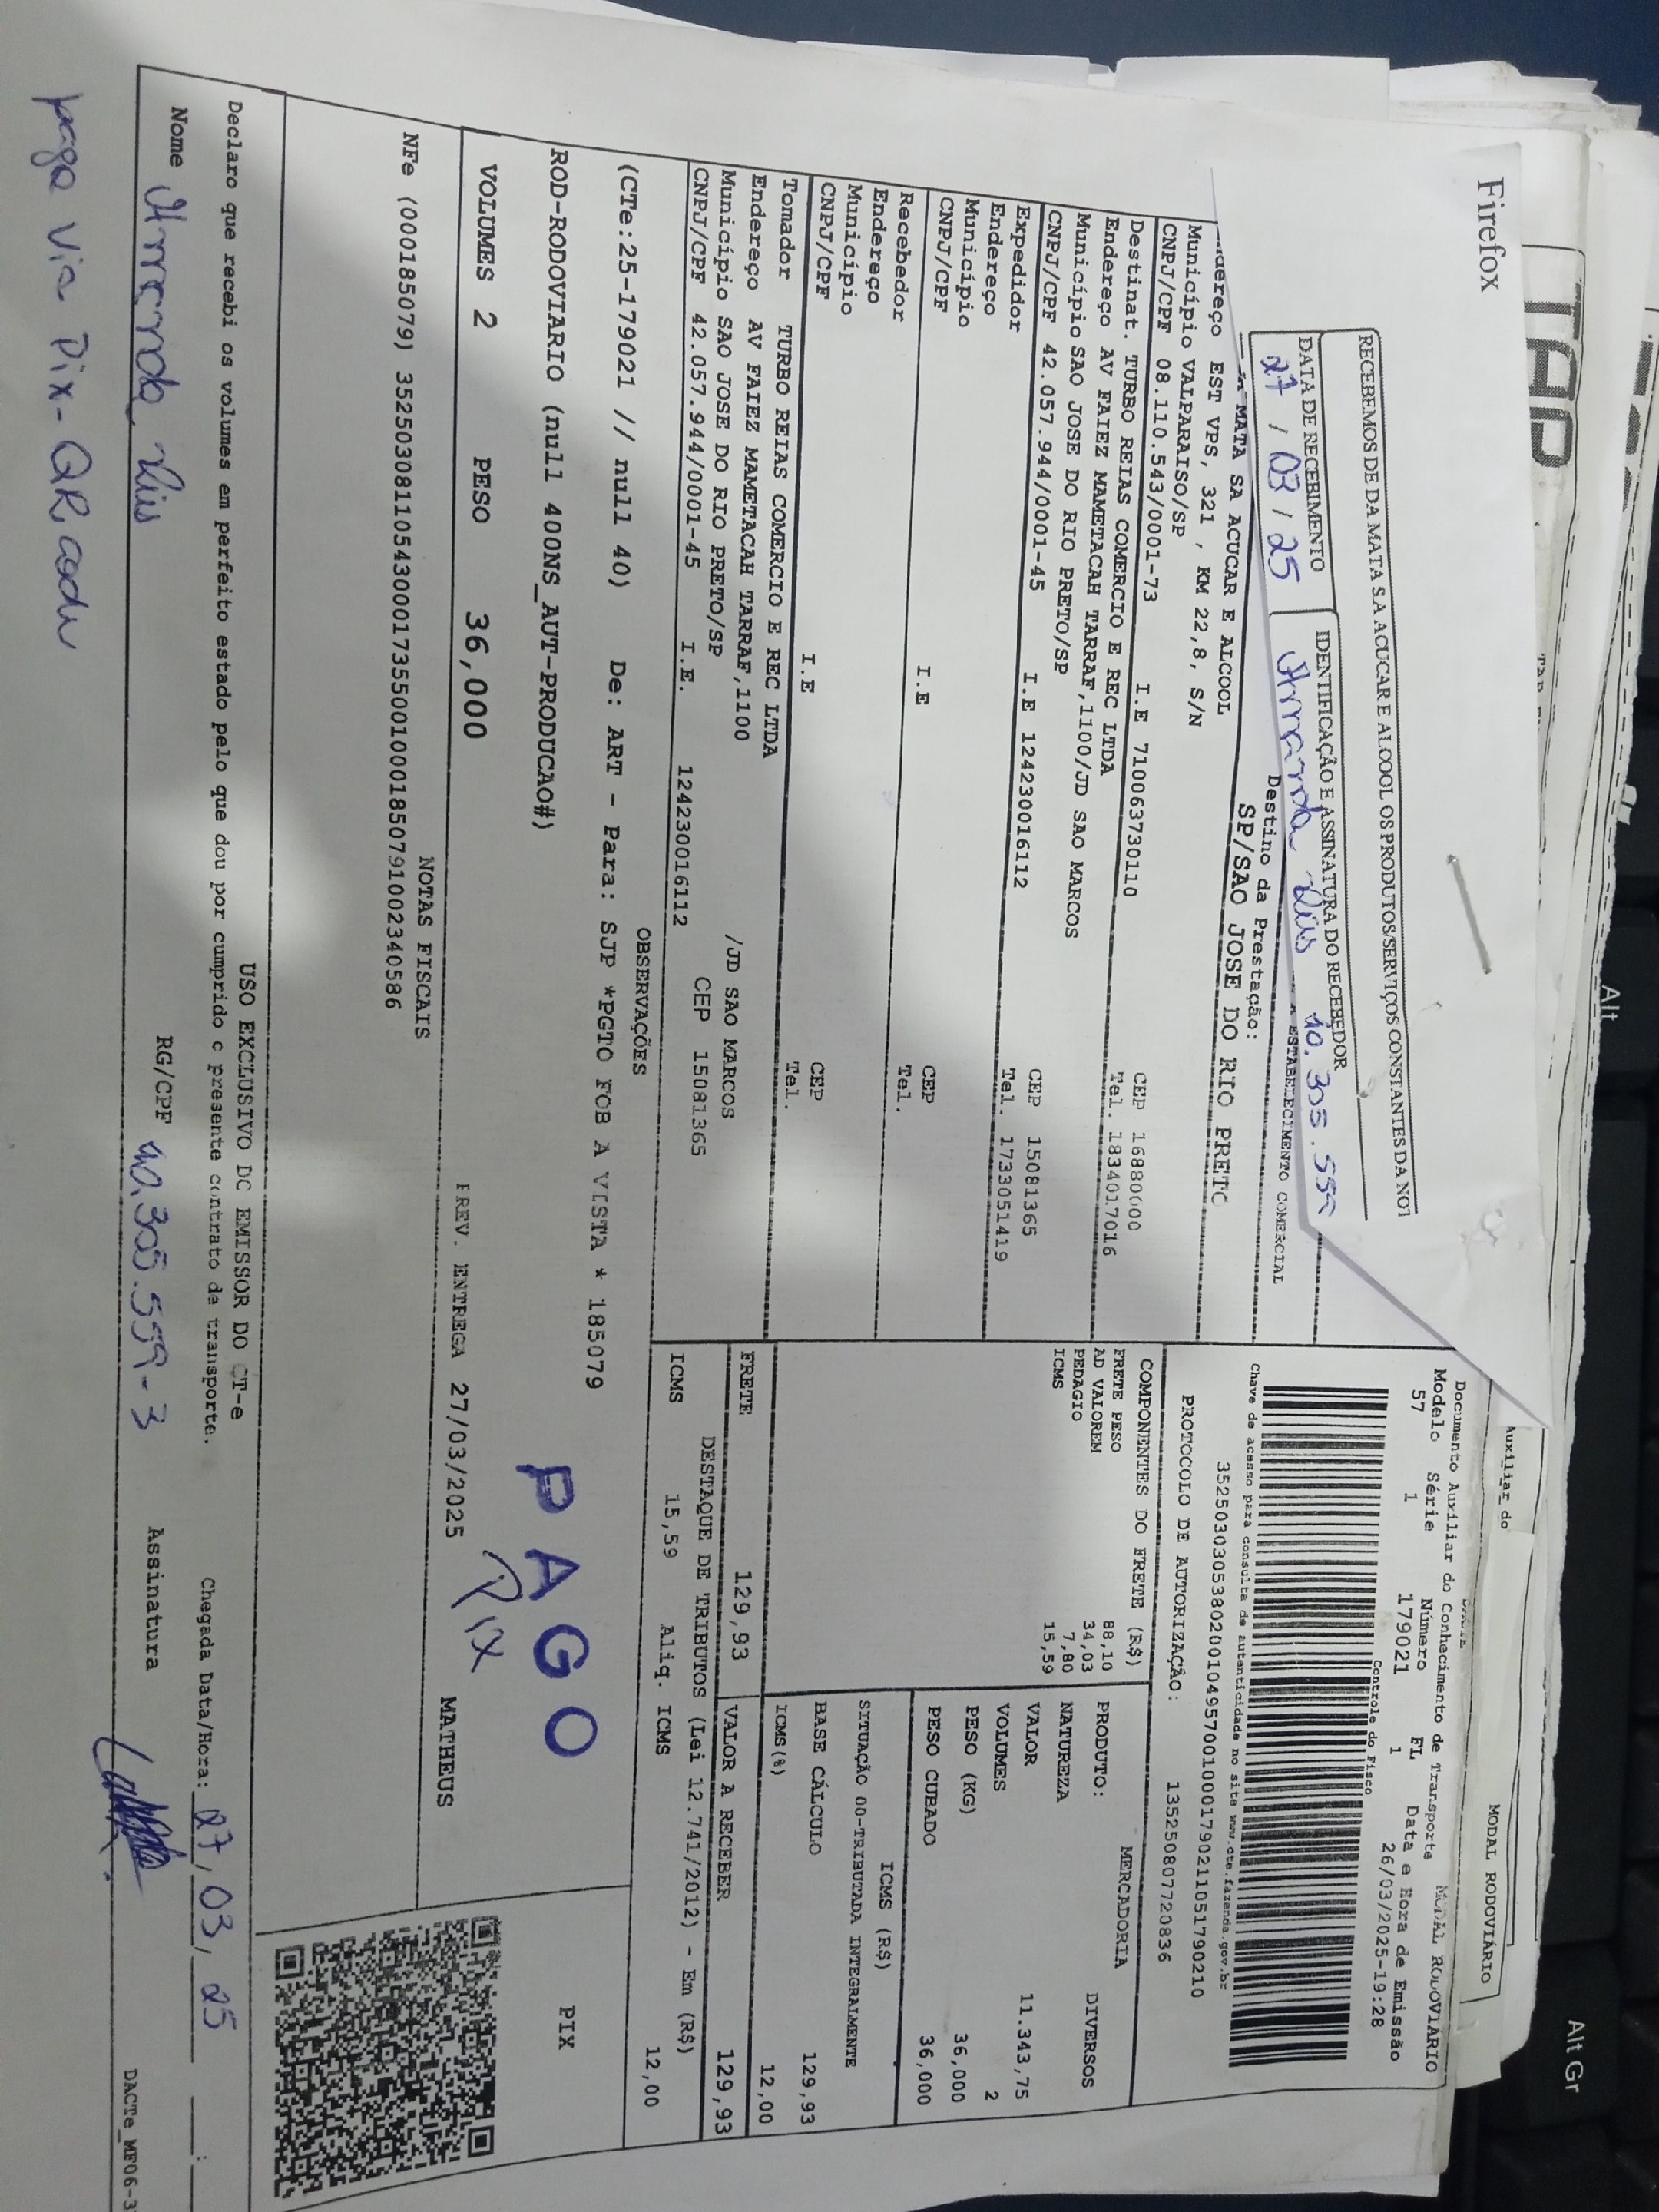 Firefox
RECEBEMOS DE DA MATA S.A ACUCAR E ALCOOL OS PRODUTOS/SERVIÇOS CONSTANTES DA NOT
DATA DE RECEBIMENTO
27 / 03 / 25
IDENTIFICAÇÃO E ASSINATURA DO RECEBEDOR
40.305.559
ESTABELECIMENTO COMERCIAL
Destino da Prestação:
SP/SAO JOSE DO RIO PRETO
MATA SA ACUCAR E ALCOOL
EST VPS, 321 , KM 22,8, S/N
Município VALPARAISO/SP
CEP 16880000
CNPJ/CPF 08.110.543/0001-73 I.E 710063730110 Tel. 1834017016
Destinat. TURBO REIAS COMERCIO E REC LTDA
Endereço AV FAIEZ MAMETACAH TARRAF,1100/JD SAO MARCOS
Município SAO JOSE DO RIO PRETO/SP CEP 15081365
CNPJ/CPF 42.057.944/0001-45 I.E 124230016112 Tel. 1733051419
Expedidor
Endereço
Município CEP
CNPJ/CPF I.E Tel.
Recebedor
Endereço
Município CEP
CNPJ/CPF I.E Tel.
Tomador TURBO REIAS COMERCIO E REC LTDA
Endereço AV FAIEZ MAMETACAH TARRAF,1100 /JD SAO MARCOS
Município SAO JOSE DO RIO PRETO/SP CEP 15081365
CNPJ/CPF 42.057.944/0001-45 I.E. 124230016112
Auxiliar do
MODAL RODOVIÁRIO
Documento Auxiliar do Conhecimento de Transporte MODAL RODOVIÁRIO
Modelo Série Número FL Data e Hora de Emissão
57 1 179021 1 26/03/2025-19:28
Controle do Fisco
Chave de acesso para consulta de autenticidade no site www.cte.fazenda.gov.br
35250303053802001049570010001790211051790210
PROTOCOLO DE AUTORIZAÇÃO: 135250807720836
COMPONENTES DO FRETE (R$)
FRETE PESO 88,10
AD VALOREM 34,03
PEDAGIO 7,80
ICMS 15,59
MERCADORIA
PRODUTO: DIVERSOS
NATUREZA
VALOR 11.343,75
VOLUMES 2
PESO (KG) 36,000
PESO CUBADO 36,000
ICMS (R$)
SITUAÇÃO 00-TRIBUTADA INTEGRALMENTE
BASE CÁLCULO 129,93
ICMS(%) 12,00
FRETE 129,93 VALOR A RECEBER 129,93
DESTAQUE DE TRIBUTOS (Lei 12.741/2012) - Em (R$)
ICMS 15,59 Aliq. ICMS 12,00
OBSERVAÇÕES
(CTe:25-179021 // null 40) De: ART - Para: SJP *PGTO FOB A VISTA * 185079
ROD-RODOVIARIO (null 400NS_AUT-PRODUCAO#)
PAGO
PIX
PIX
VOLUMES 2 PESO 36,000 PREV. ENTREGA 27/03/2025 MATHEUS
NOTAS FISCAIS
NFe (000185079) 35250308110543000173550010001850791002340586
USO EXCLUSIVO DO EMISSOR DO CT-e
Declaro que recebi os volumes em perfeito estado pelo que dou por cumprido o presente contrato de transporte.
Chegada Data/Hora: 27/03/25 __:
Nome RG/CPF 40.305.559-3 Assinatura
DACTe_MF06-3
paga via Pix-QRcode
Alt
Alt Gr